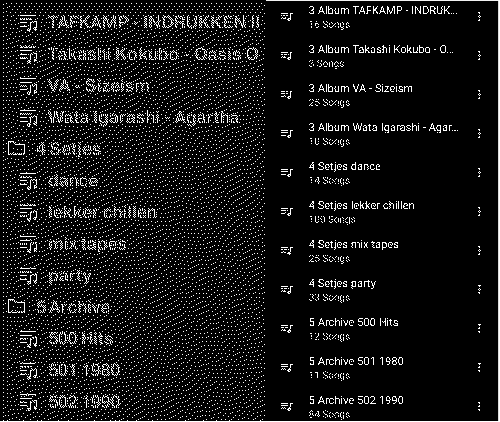 TAFKAMP - INDRUKKEN II
Takashi Kokubo - Oasis O
VA - Sizeism
Wata Igarashi - Agartha
4 Setjes
dance
lekker chillen
mix tapes
party
5 Archive
500 Hits
501 1980
502 1990
3 Album TAFKAMP - INDRUK...
16 Songs
3 Album Takashi Kokubo - O...
3 Songs
3 Album VA - Sizeism
25 Songs
3 Album Wata Igarashi - Agar...
10 Songs
4 Setjes dance
14 Songs
4 Setjes lekker chillen
100 Songs
4 Setjes mix tapes
25 Songs
4 Setjes party
33 Songs
5 Archive 500 Hits
12 Songs
5 Archive 501 1980
11 Songs
5 Archive 502 1990
84 Songs